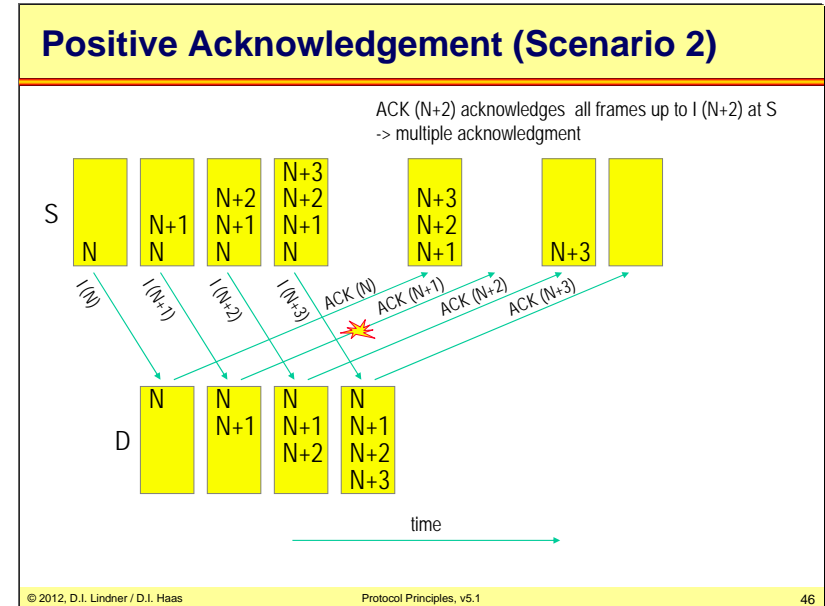 Positive Acknowledgement (Scenario 2)
ACK (N+2) acknowledges all frames up to I (N+2) at S
-> multiple acknowledgment
S
N
N+1
N
N+2
N+1
N
N+3
N+2
N+1
N
N+3
N+2
N+1
N+3
I (N)
I (N+1)
I (N+2)
I (N+3)
ACK (N)
ACK (N+1)
ACK (N+2)
ACK (N+3)
D
N
N
N+1
N
N+1
N+2
N
N+1
N+2
N+3
time
© 2012, D.I. Lindner / D.I. Haas
Protocol Principles, v5.1
46